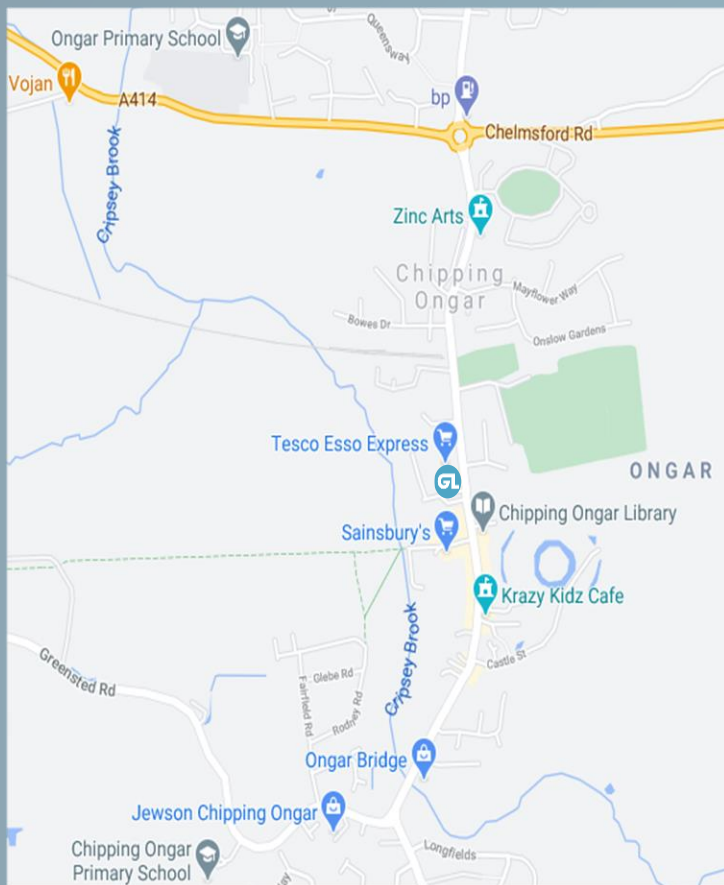 Queensway
Ongar Primary School
Vojan
A414
bp
Chelmsford Rd
Cripsey Brook
Zinc Arts
Chipping
Ongar
Mayflower Way
Bowes Dr
Onslow Gardens
Tesco Esso Express
ONGAR
GL
Chipping Ongar Library
Sainsbury's
Krazy Kidz Cafe
Cripsey Brook
Greensted Rd
Castle St
Glebe Rd
Fairfield Rd
Rodney Rd
Ongar Bridge
Jewson Chipping Ongar
Chipping Ongar
Primary School
Longfields